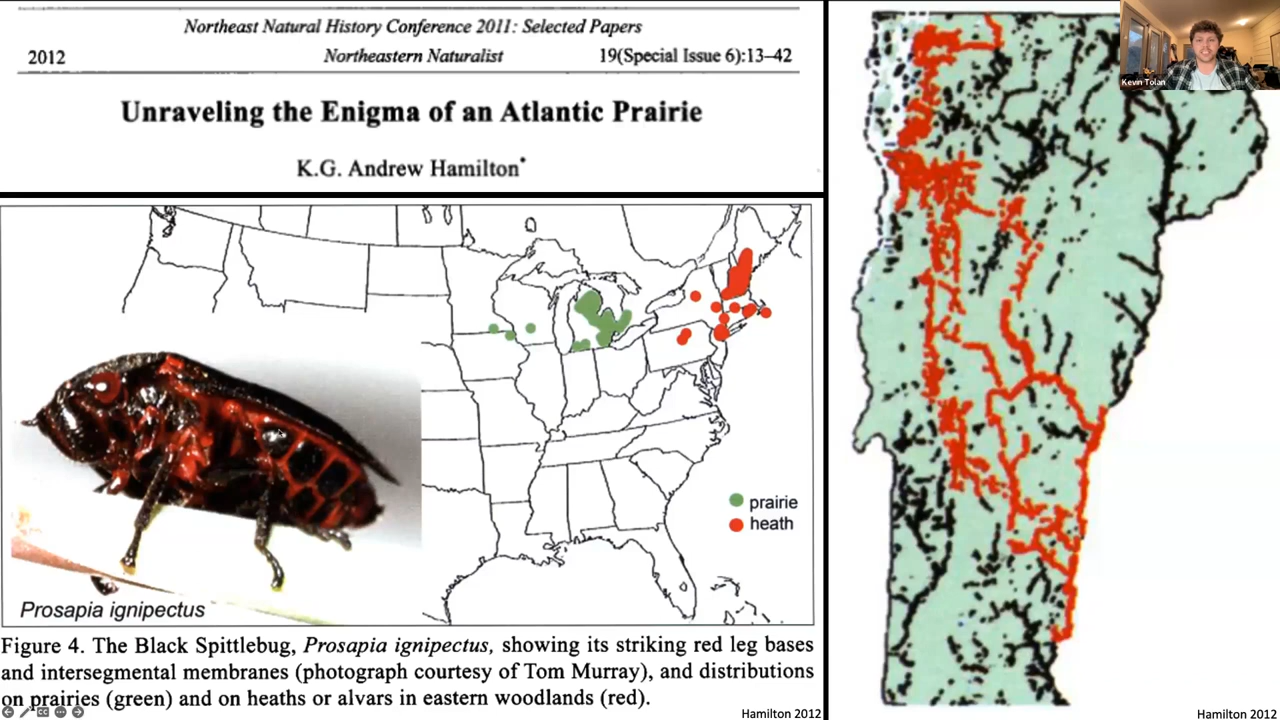 Northeast Natural History Conference 2011: Selected Papers
2012 Northeastern Naturalist 19(Special Issue 6):13–42
Unraveling the Enigma of an Atlantic Prairie
K.G. Andrew Hamilton*
prairie
heath
Prosapia ignipectus
Figure 4. The Black Spittlebug, Prosapia ignipectus, showing its striking red leg bases
and intersegmental membranes (photograph courtesy of Tom Murray), and distributions
on prairies (green) and on heaths or alvars in eastern woodlands (red).
Hamilton 2012
Kevin Tolan
Hamilton 2012